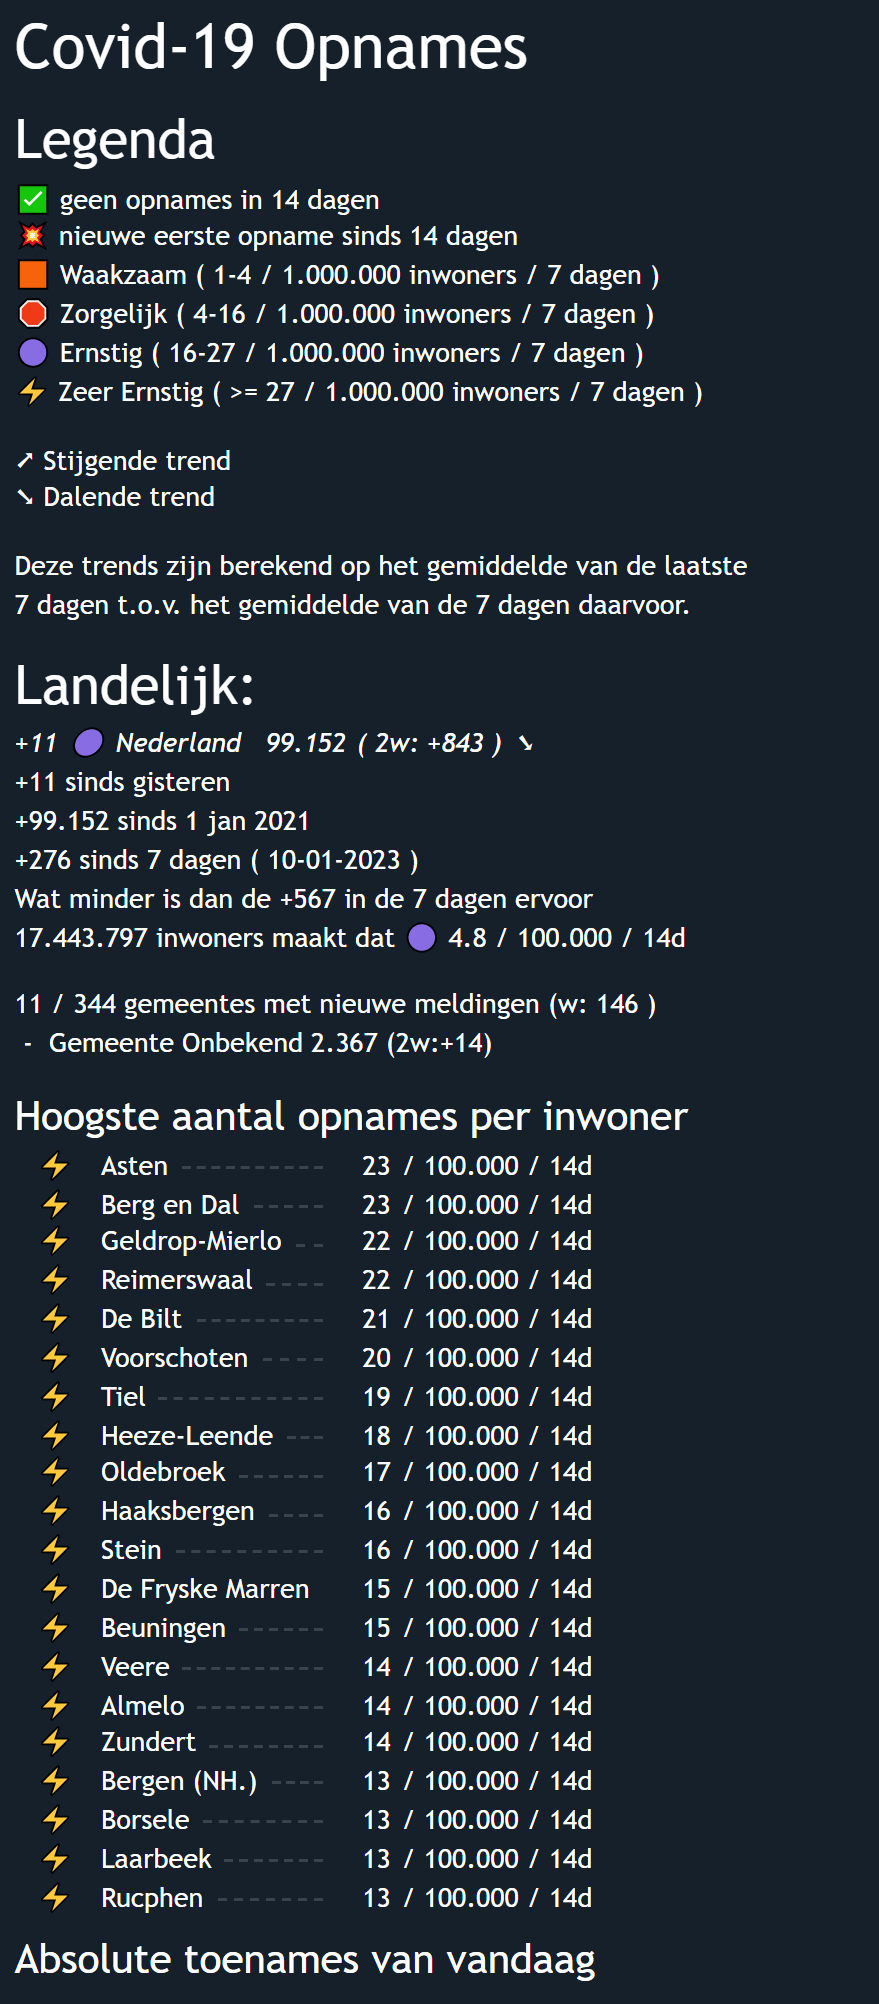 Covid-19 Opnames
Legenda
✅ geen opnames in 14 dagen
💥 nieuwe eerste opname sinds 14 dagen
🟧 Waakzaam ( 1-4 / 1.000.000 inwoners / 7 dagen )
🛑 Zorgelijk ( 4-16 / 1.000.000 inwoners / 7 dagen )
🟣 Ernstig ( 16-27 / 1.000.000 inwoners / 7 dagen )
⚡ Zeer Ernstig ( >= 27 / 1.000.000 inwoners / 7 dagen )
➚ Stijgende trend
➘ Dalende trend
Deze trends zijn berekend op het gemiddelde van de laatste
7 dagen t.o.v. het gemiddelde van de 7 dagen daarvoor.
Landelijk:
+11 🟣 Nederland 99.152 ( 2w: +843 ) ➘
+11 sinds gisteren
+99.152 sinds 1 jan 2021
+276 sinds 7 dagen ( 10-01-2023 )
Wat minder is dan de +567 in de 7 dagen ervoor
17.443.797 inwoners maakt dat 🟣 4.8 / 100.000 / 14d
11 / 344 gemeentes met nieuwe meldingen (w: 146 )
- Gemeente Onbekend 2.367 (2w:+14)
Hoogste aantal opnames per inwoner
⚡ Asten ---------- 23 / 100.000 / 14d
⚡ Berg en Dal ----- 23 / 100.000 / 14d
⚡ Geldrop-Mierlo -- 22 / 100.000 / 14d
⚡ Reimerswaal ---- 22 / 100.000 / 14d
⚡ De Bilt --------- 21 / 100.000 / 14d
⚡ Voorschoten ---- 20 / 100.000 / 14d
⚡ Tiel ----------- 19 / 100.000 / 14d
⚡ Heeze-Leende --- 18 / 100.000 / 14d
⚡ Oldebroek ------ 17 / 100.000 / 14d
⚡ Haaksbergen ---- 16 / 100.000 / 14d
⚡ Stein ---------- 16 / 100.000 / 14d
⚡ De Fryske Marren 15 / 100.000 / 14d
⚡ Beuningen ------ 15 / 100.000 / 14d
⚡ Veere ---------- 14 / 100.000 / 14d
⚡ Almelo --------- 14 / 100.000 / 14d
⚡ Zundert -------- 14 / 100.000 / 14d
⚡ Bergen (NH.) ---- 13 / 100.000 / 14d
⚡ Borsele -------- 13 / 100.000 / 14d
⚡ Laarbeek ------- 13 / 100.000 / 14d
⚡ Rucphen ------- 13 / 100.000 / 14d
Absolute toenames van vandaag